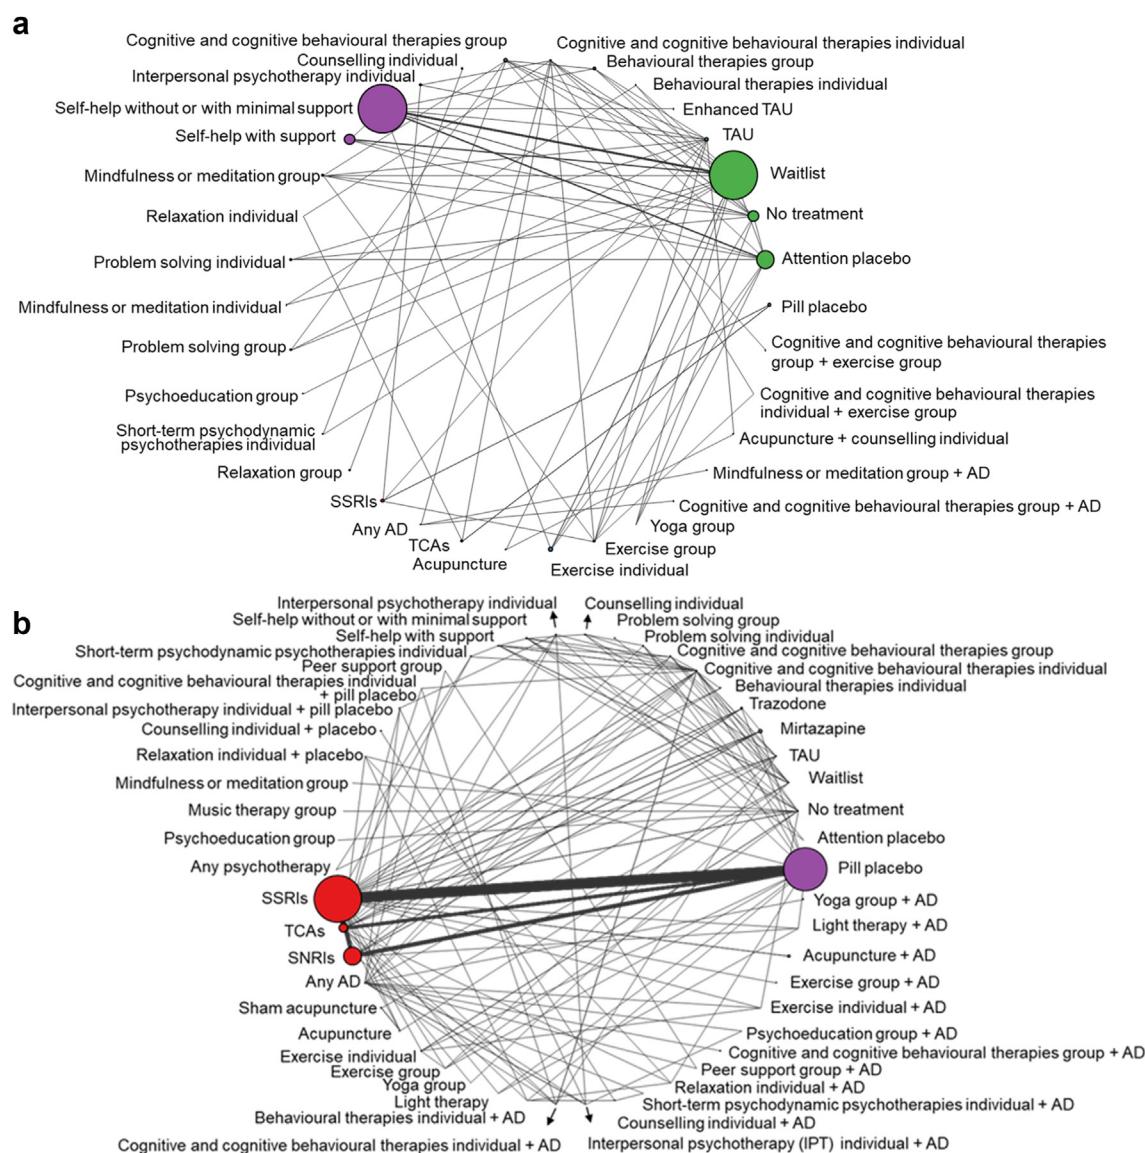 a
Cognitive and cognitive behavioural therapies group
Cognitive and cognitive behavioural therapies individual
Counselling individual
Behavioural therapies group
Interpersonal psychotherapy individual
Behavioural therapies individual
Self-help without or with minimal support
Enhanced TAU
Self-help with support
TAU
Mindfulness or meditation group
Waitlist
Relaxation individual
No treatment
Problem solving individual
Attention placebo
Mindfulness or meditation individual
Pill placebo
Problem solving group
Cognitive and cognitive behavioural therapies
group + exercise group
Psychoeducation group
Cognitive and cognitive behavioural therapies
individual + exercise group
Short-term psychodynamic
psychotherapies individual
Acupuncture + counselling individual
Relaxation group
Mindfulness or meditation group + AD
SSRIs
Cognitive and cognitive behavioural therapies group + AD
Any AD
Yoga group
TCAs
Exercise group
Acupuncture
Exercise individual
b
Interpersonal psychotherapy individual
Counselling individual
Self-help without or with minimal support
Problem solving group
Self-help with support
Problem solving individual
Short-term psychodynamic psychotherapies individual
Cognitive and cognitive behavioural therapies group
Peer support group
Cognitive and cognitive behavioural therapies individual
Cognitive and cognitive behavioural therapies individual
+ pill placebo
Behavioural therapies individual
Interpersonal psychotherapy individual + pill placebo
Trazodone
Counselling individual + placebo
Mirtazapine
Relaxation individual + placebo
TAU
Mindfulness or meditation group
Waitlist
Music therapy group
No treatment
Psychoeducation group
Attention placebo
Any psychotherapy
Pill placebo
SSRIs
Yoga group + AD
TCAs
Light therapy + AD
SNRIs
Acupuncture + AD
Any AD
Exercise group + AD
Sham acupuncture
Exercise individual + AD
Acupuncture
Psychoeducation group + AD
Exercise individual
Cognitive and cognitive behavioural therapies group + AD
Exercise group
Peer support group + AD
Yoga group
Relaxation individual + AD
Light therapy
Short-term psychodynamic psychotherapies individual + AD
Behavioural therapies individual + AD
Counselling individual + AD
Cognitive and cognitive behavioural therapies individual + AD
Interpersonal psychotherapy (IPT) individual + AD